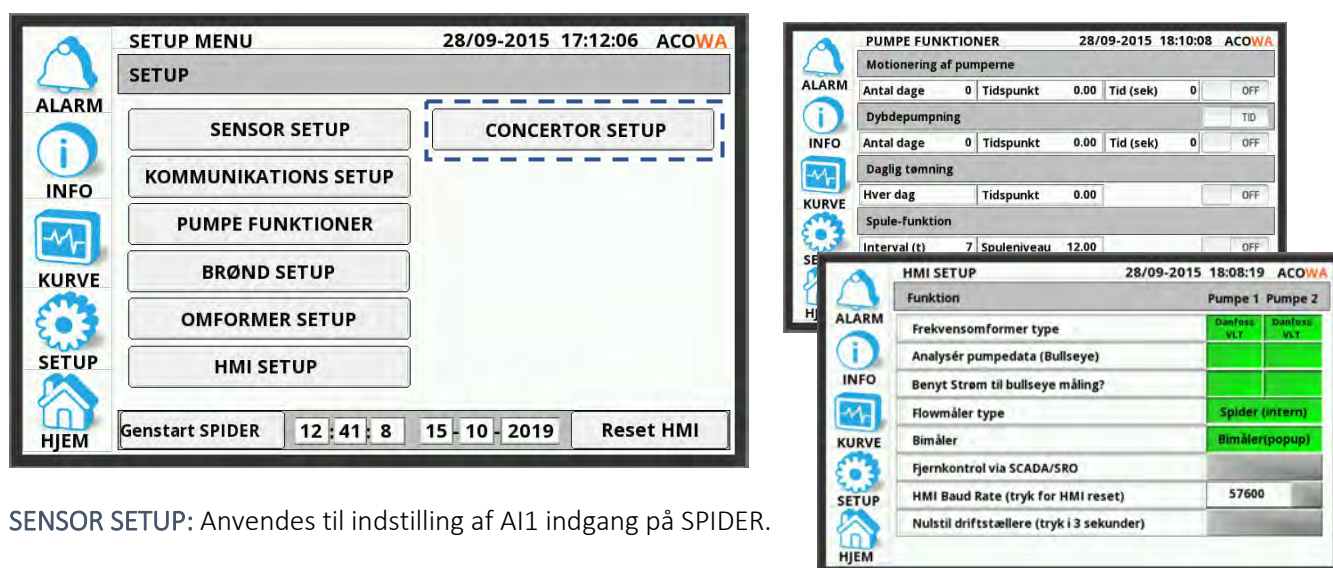 SETUP MENU 28/09-2015 17:12:06 ACOWA
SETUP
ALARM
INFO
KURVE
SETUP
HJEM
SENSOR SETUP
CONCERTOR SETUP
KOMMUNIKATIONS SETUP
PUMPE FUNKTIONER
BRØND SETUP
OMFORMER SETUP
HMI SETUP
Genstart SPIDER 12 : 41 : 8 15 - 10 - 2019 Reset HMI
PUMPE FUNKTIONER 28/09-2015 18:10:08 ACOWA
ALARM
INFO
KURVE
SE
HJ
Motionering af pumperne
Antal dage 0 Tidspunkt 0.00 Tid (sek) 0 OFF
Dybdepumpning TID
Antal dage 0 Tidspunkt 0.00 Tid (sek) 0 OFF
Daglig tømning
Hver dag Tidspunkt 0.00 OFF
Spule-funktion
Interval (t) 7 Spuleniveau 12.00 OFF
HMI SETUP 28/09-2015 18:08:19 ACOWA
ALARM
INFO
KURVE
SETUP
HJEM
Funktion Pumpe 1 Pumpe 2
Frekvensomformer type Danfoss VLT Danfoss VLT
Analysér pumpedata (Bullseye)
Benyt Strøm til bullseye måling?
Flowmåler type Spider (intern)
Bimåler Bimåler(popup)
Fjernkontrol via SCADA/SRO
HMI Baud Rate (tryk for HMI reset) 57600
Nulstil driftstællere (tryk i 3 sekunder)
SENSOR SETUP: Anvendes til indstilling af AI1 indgang på SPIDER.